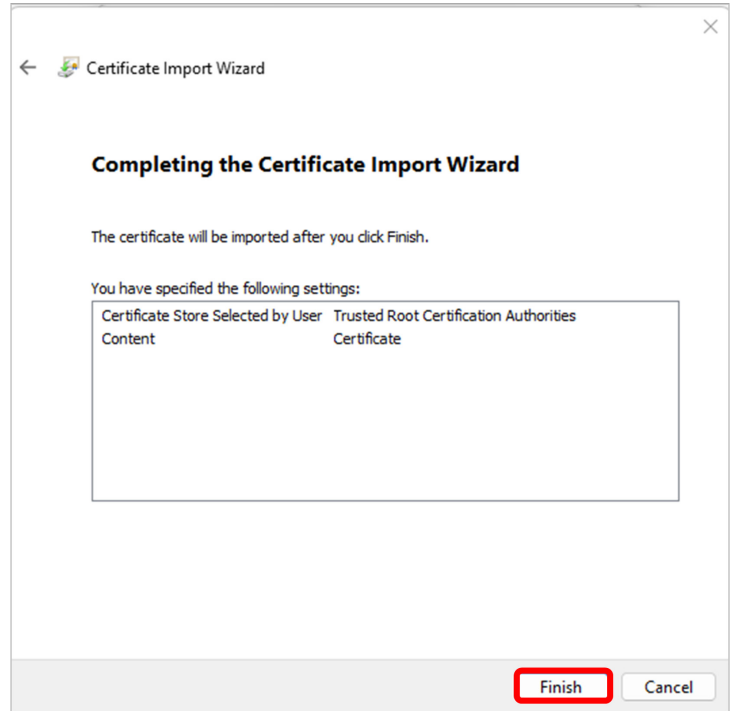 Certificate Import Wizard
Completing the Certificate Import Wizard
The certificate will be imported after you click Finish.
You have specified the following settings:
Certificate Store Selected by User Trusted Root Certification Authorities
Content Certificate
Finish Cancel